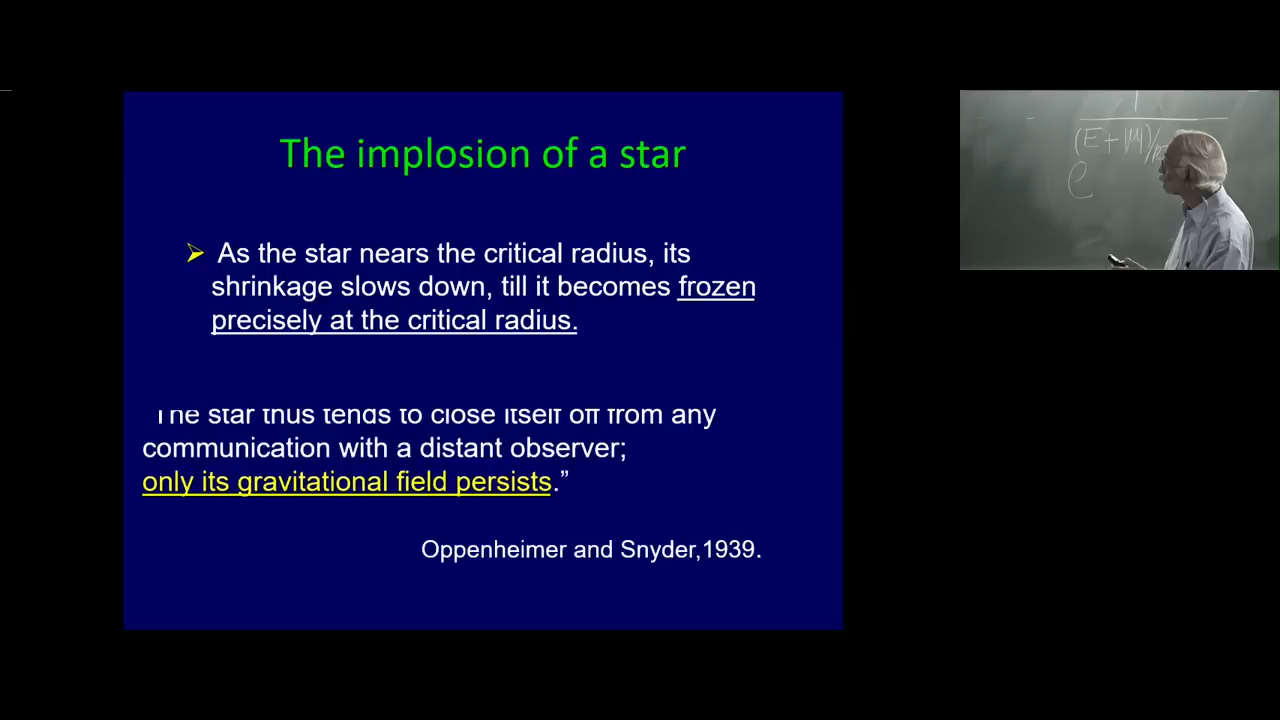 The implosion of a star
➢ As the star nears the critical radius, its
shrinkage slows down, till it becomes frozen
precisely at the critical radius.
The star thus tends to close itself off from any
communication with a distant observer;
only its gravitational field persists.”
Oppenheimer and Snyder,1939.
(E+|M|)/
e